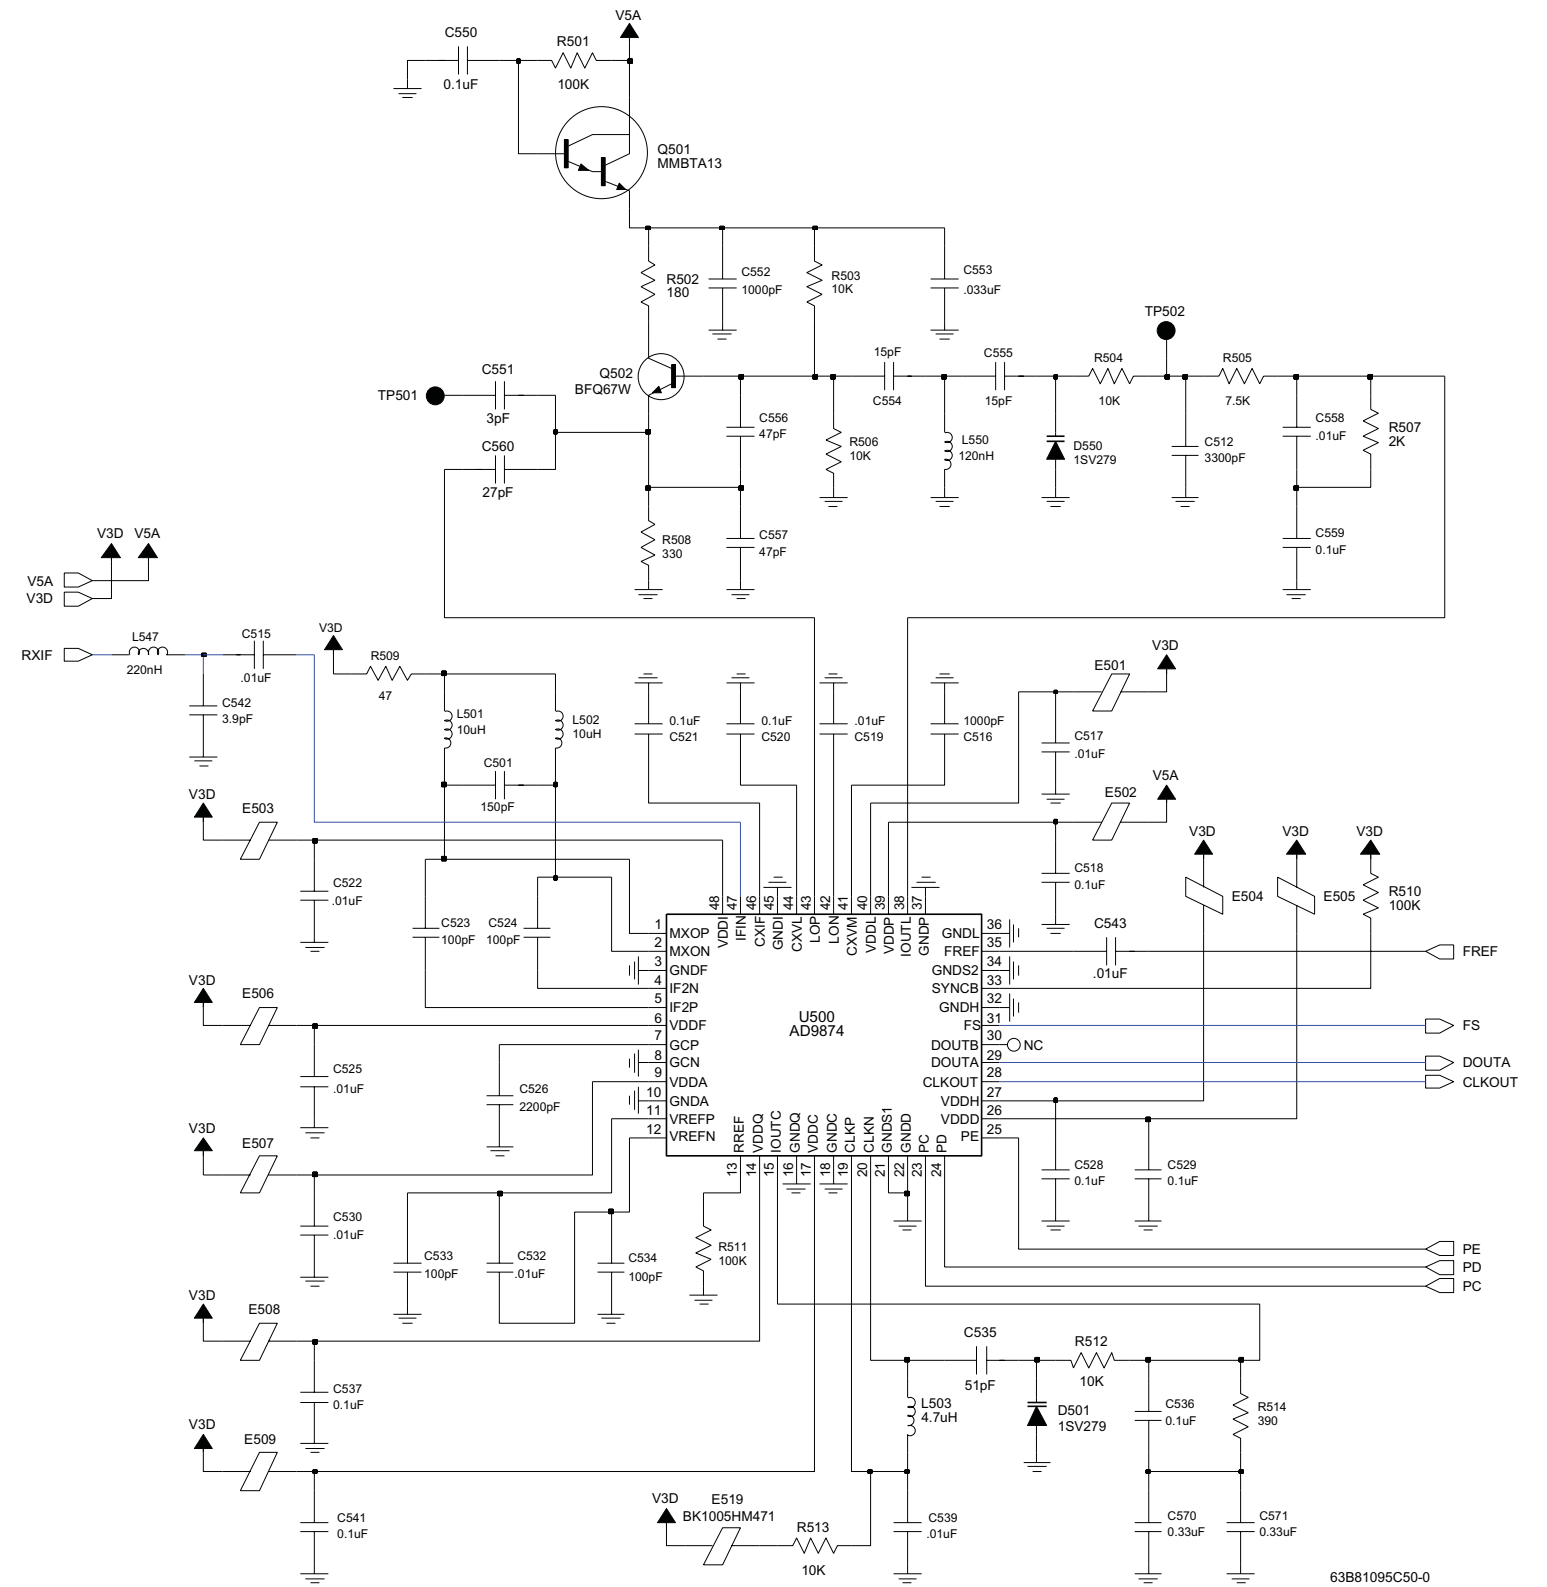 V5A
C550
0.1uF
R501
100K
Q501
MMBTA13
R502
180
C552
1000pF
R503
10K
C553
.033uF
TP502
C551
3pF
TP501
C560
27pF
Q502
BFQ67W
15pF
C554
C555
15pF
R504
10K
R505
7.5K
C556
47pF
R506
10K
L550
120nH
D550
1SV279
C512
3300pF
C558
.01uF
R507
2K
R508
330
C557
47pF
C559
0.1uF
V3D
V5A
V5A
V3D
RXIF
L547
220nH
C515
.01uF
C542
3.9pF
V3D
R509
47
L501
10uH
L502
10uH
C501
150pF
0.1uF
C521
0.1uF
C520
.01uF
C519
1000pF
C516
E501
V3D
C517
.01uF
E502
V5A
C518
0.1uF
V3D
E504
V3D
E505
V3D
R510
100K
V3D
E503
C522
.01uF
C523
100pF
C524
100pF
C543
.01uF
FREF
FS
DOUTA
CLKOUT
NC
U500
AD9874
48 VDDI
47 IFIN
46 CXIF
45 GNDI
44 CXVL
43 LOP
42 LON
41 CXVM
40 VDDL
39 VDDP
38 IOUTL
37 GNDP
1 MXOP
2 MXON
3 GNDF
4 IF2N
5 IF2P
6 VDDF
7 GCP
8 GCN
9 VDDA
10 GNDA
11 VREFP
12 VREFN
36 GNDL
35 FREF
34 GNDS2
33 SYNCB
32 GNDH
31 FS
30 DOUTB
29 DOUTA
28 CLKOUT
27 VDDH
26 VDDD
25 PE
13 RREF
14 VDDQ
15 IOUTC
16 GNDQ
17 VDDC
18 GNDC
19 CLKP
20 CLKN
21 GNDS1
22 GNDD
23 PC
24 PD
V3D
E506
C525
.01uF
C526
2200pF
V3D
E507
C530
.01uF
C533
100pF
C532
.01uF
C534
100pF
R511
100K
C528
0.1uF
C529
0.1uF
PE
PD
PC
V3D
E508
C537
0.1uF
V3D
E509
C541
0.1uF
C535
51pF
R512
10K
L503
4.7uH
D501
1SV279
C536
0.1uF
R514
390
V3D
E519
BK1005HM471
R513
10K
C539
.01uF
C570
0.33uF
C571
0.33uF
63B81095C50-0